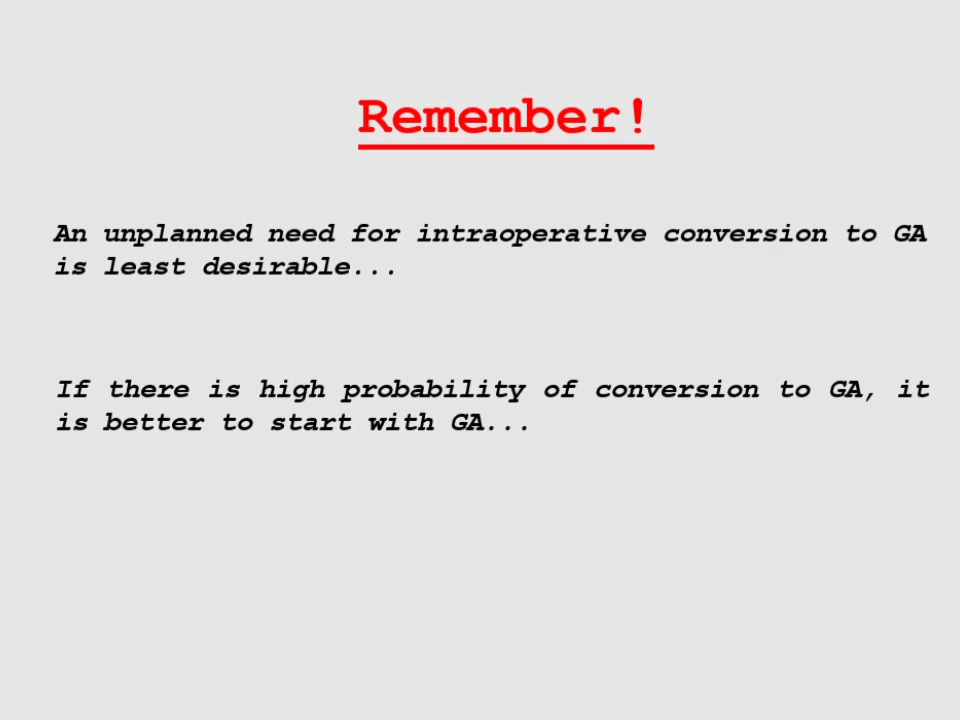 Remember!
An unplanned need for intraoperative conversion to GA
is least desirable...
If there is high probability of conversion to GA, it
is better to start with GA...